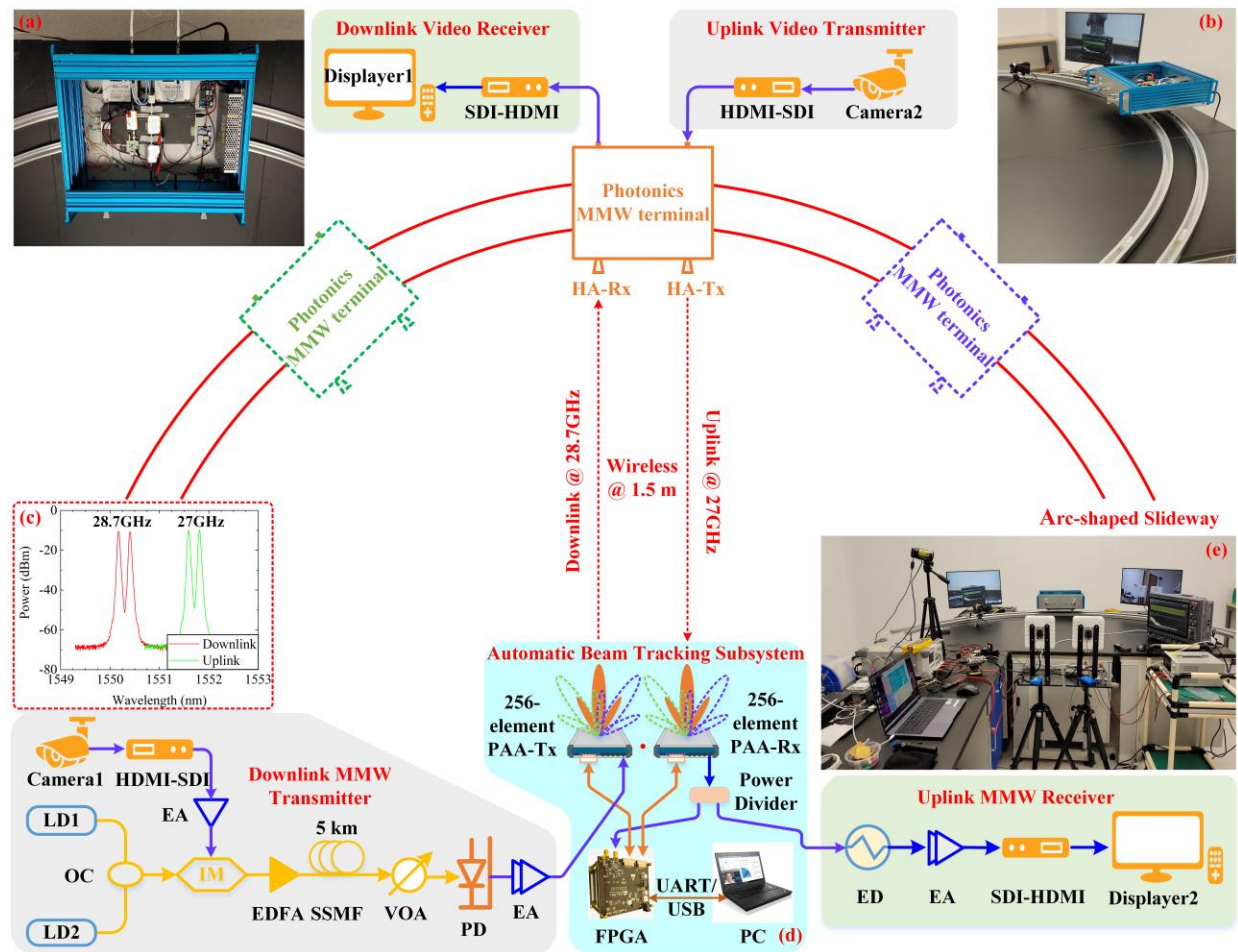 (a)
Downlink Video Receiver
Displayer1
SDI-HDMI
Uplink Video Transmitter
HDMI-SDI
Camera2
(b)
Photonics
MMW terminal
HA-Rx
HA-Tx
Photonics
MMW terminal
Photonics
MMW terminal
Downlink @ 28.7GHz
Wireless
@ 1.5 m
Uplink @ 27GHz
Arc-shaped Slideway
(c)
28.7GHz
27GHz
Power (dBm)
0
-20
-40
-60
-80
Downlink
Uplink
1549
1550
1551
1552
1553
Wavelength (nm)
(e)
Automatic Beam Tracking Subsystem
256-
element
PAA-Tx
256-
element
PAA-Rx
Power
Divider
UART/
USB
FPGA
PC
(d)
Camera1
HDMI-SDI
Downlink MMW
Transmitter
EA
LD1
OC
LD2
IM
EDFA
5 km
SSMF
VOA
PD
EA
Uplink MMW Receiver
ED
EA
SDI-HDMI
Displayer2